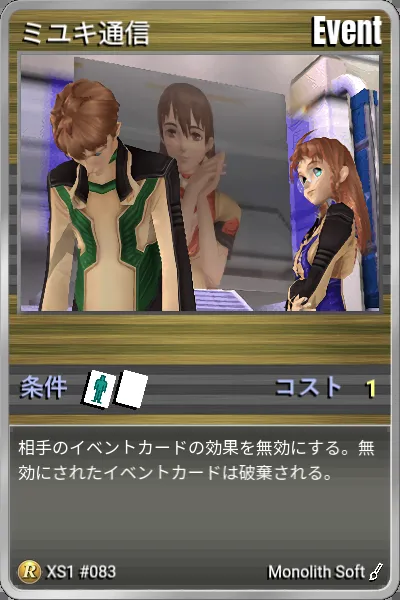 ミユキ通信 Event
条件 コスト 1
相手のイベントカードの効果を無効にする。無
効にされたイベントカードは破棄される。
R XS1 #083 Monolith Soft